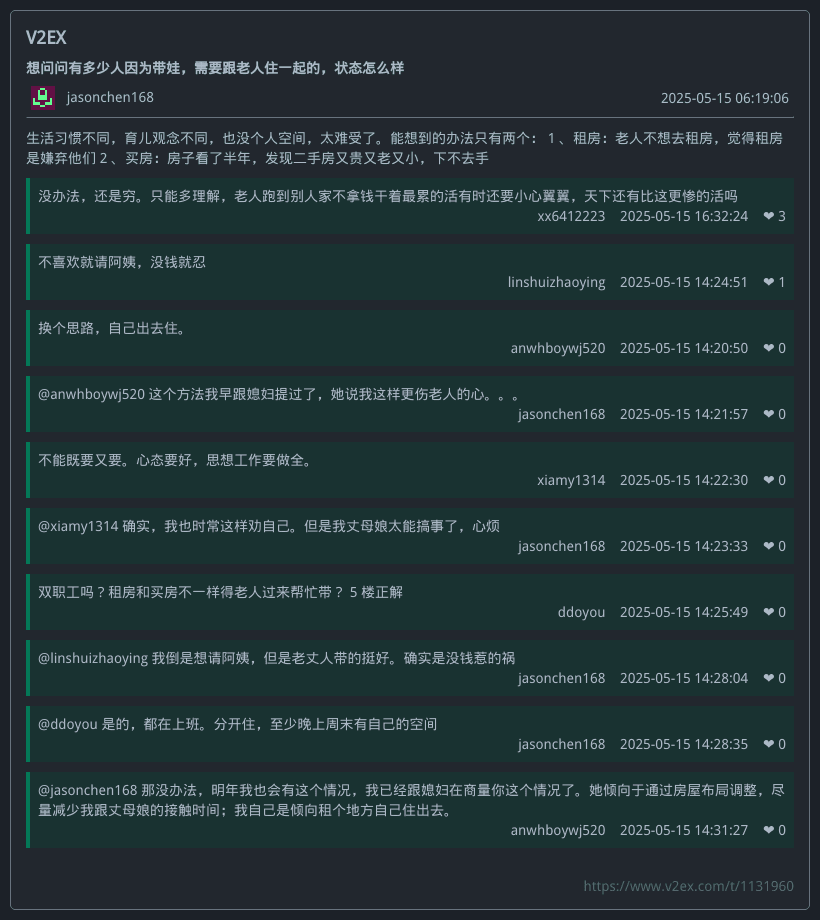 V2EX
想问问有多少人因为带娃，需要跟老人住一起的，状态怎么样
jasonchen168 2025-05-15 06:19:06
生活习惯不同，育儿观念不同，也没个人空间，太难受了。能想到的办法只有两个： 1 、租房：老人不想去租房，觉得租房
是嫌弃他们 2 、买房：房子看了半年，发现二手房又贵又老又小，下不去手
没办法，还是穷。只能多理解，老人跑到别人家不拿钱干着最累的活有时还要小心翼翼，天下还有比这更惨的活吗
xx6412223 2025-05-15 16:32:24 ❤ 3
不喜欢就请阿姨，没钱就忍
linshuizhaoying 2025-05-15 14:24:51 ❤ 1
换个思路，自己出去住。
anwhboywj520 2025-05-15 14:20:50 ❤ 0
@anwhboywj520 这个方法我早跟媳妇提过了，她说我这样更伤老人的心。。。
jasonchen168 2025-05-15 14:21:57 ❤ 0
不能既要又要。心态要好，思想工作要做全。
xiamy1314 2025-05-15 14:22:30 ❤ 0
@xiamy1314 确实，我也时常这样劝自己。但是我丈母娘太能搞事了，心烦
jasonchen168 2025-05-15 14:23:33 ❤ 0
双职工吗？租房和买房不一样得老人过来帮忙带？ 5 楼正解
ddoyou 2025-05-15 14:25:49 ❤ 0
@linshuizhaoying 我倒是想请阿姨，但是老丈人带的挺好。确实是没钱惹的祸
jasonchen168 2025-05-15 14:28:04 ❤ 0
@ddoyou 是的，都在上班。分开住，至少晚上周末有自己的空间
jasonchen168 2025-05-15 14:28:35 ❤ 0
@jasonchen168 那没办法，明年我也会有这个情况，我已经跟媳妇在商量你这个情况了。她倾向于通过房屋布局调整，尽
量减少我跟丈母娘的接触时间；我自己是倾向租个地方自己住出去。
anwhboywj520 2025-05-15 14:31:27 ❤ 0
https://www.v2ex.com/t/1131960